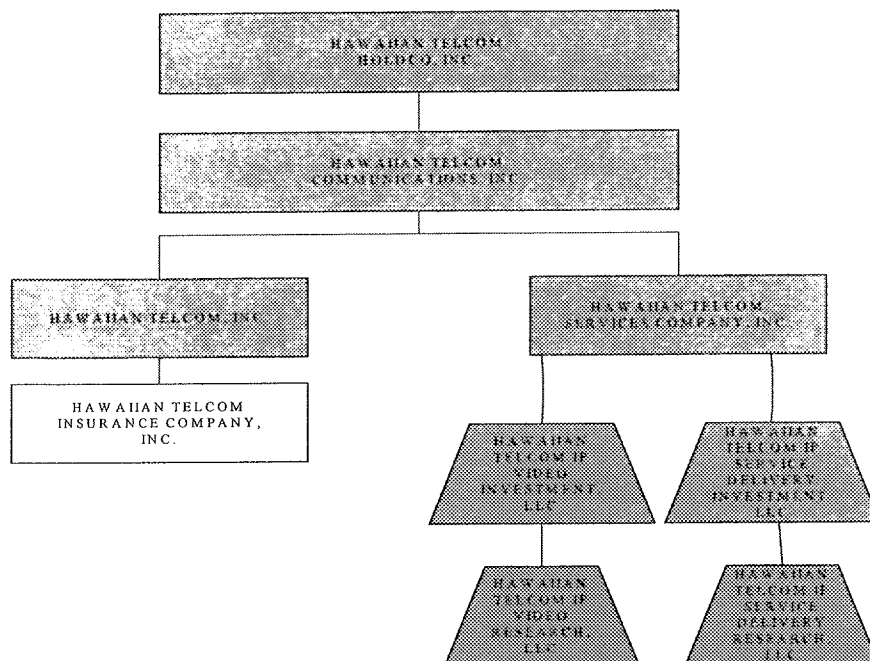 HAWAIIAN TELCOM
HOLDCO, INC.
HAWAIIAN TELCOM
COMMUNICATIONS, INC.
HAWAIIAN TELCOM, INC.
HAWAIIAN TELCOM
SERVICES COMPANY, INC.
HAWAIIAN TELCOM
INSURANCE COMPANY,
INC.
HAWAIIAN
TELCOM IP
VIDEO
INVESTMENT,
LLC
HAWAIIAN
TELCOM IP
SERVICE
DELIVERY
INVESTMENT,
LLC
HAWAIIAN
TELCOM IP
VIDEO
RESEARCH,
LLC
HAWAIIAN
TELCOM IP
SERVICE
DELIVERY
RESEARCH,
LLC